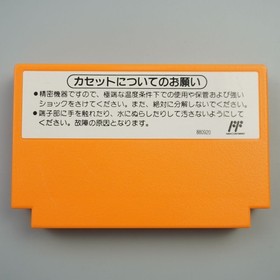 カセットについてのお願い
●精密機器ですので、極端な温度条件下での使用や保管および強い
ショックをさけてください。また、絶対に分解しないでください。
●端子部に手を触れたり、水にぬらしたりして汚さないようにして
ください。故障の原因となります。